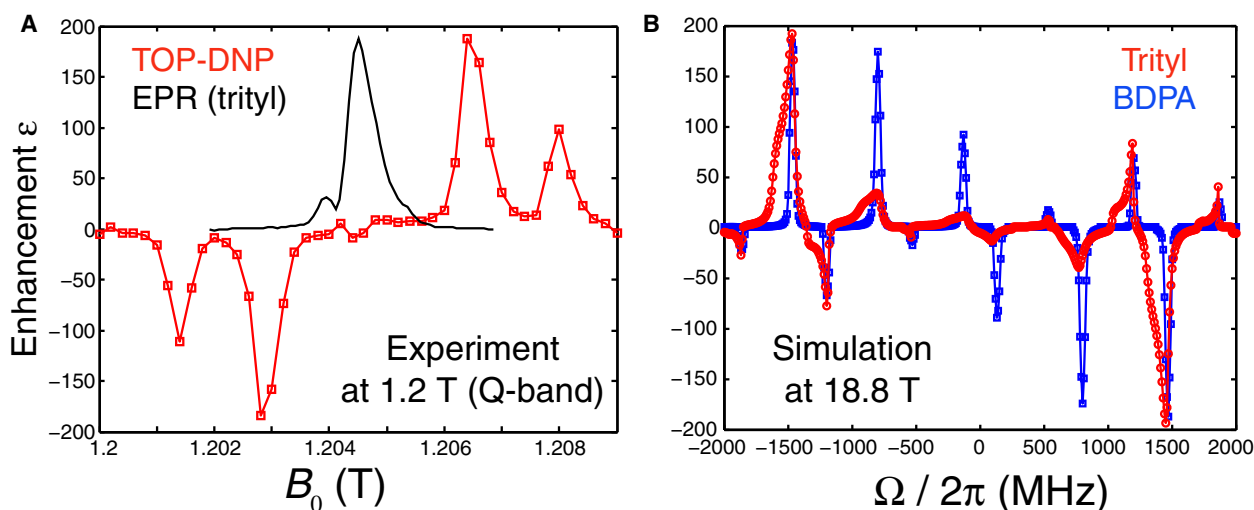 A
TOP-DNP
EPR (trityl)
Experiment
at 1.2 T (Q-band)
Enhancement ε
200
150
100
50
0
−50
−100
−150
−200
1.2
1.202
1.204
1.206
1.208
B0 (T)
B
Trityl
BDPA
Simulation
at 18.8 T
200
150
100
50
0
−50
−100
−150
−200
−2000
−1500
−1000
−500
0
500
1000
1500
2000
Ω / 2π (MHz)